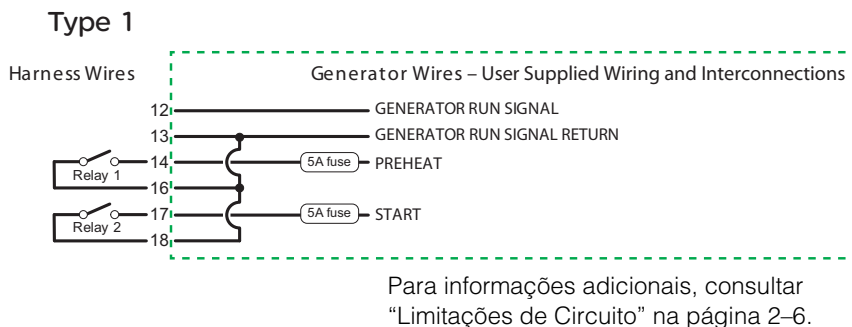 Type 1
Harness Wires
Generator Wires – User Supplied Wiring and Interconnections
12
GENERATOR RUN SIGNAL
13
GENERATOR RUN SIGNAL RETURN
14
5A fuse
PREHEAT
Relay 1
16
17
5A fuse
START
Relay 2
18
Para informações adicionais, consultar
“Limitações de Circuito” na página 2–6.